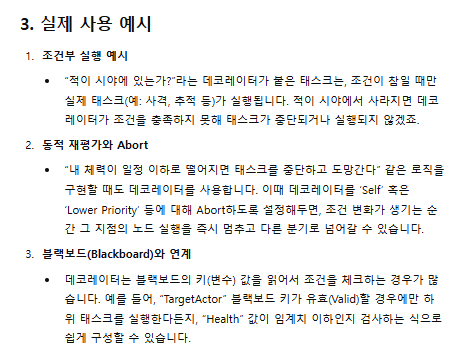 3. 실제 사용 예시
1. 조건부 실행 예시
• “적이 시야에 있는가?”라는 데코레이터가 붙은 태스크는, 조건이 참일 때만
실제 태스크(예: 사격, 추적 등)가 실행됩니다. 적이 시야에서 사라지면 데코
레이터가 조건을 충족하지 못해 태스크가 중단되거나 실행되지 않겠죠.
2. 동적 재평가와 Abort
• “내 체력이 일정 이하로 떨어지면 태스크를 중단하고 도망간다” 같은 로직을
구현할 때도 데코레이터를 사용합니다. 이때 데코레이터를 ‘Self’ 혹은
‘Lower Priority’ 등에 대해 Abort하도록 설정해두면, 조건 변화가 생기는 순
간 그 지점의 노드 실행을 즉시 멈추고 다른 분기로 넘어갈 수 있습니다.
3. 블랙보드(Blackboard)와 연계
• 데코레이터는 블랙보드의 키(변수) 값을 읽어서 조건을 체크하는 경우가 많
습니다. 예를 들어, “TargetActor” 블랙보드 키가 유효(Valid)할 경우에만 하
위 태스크를 실행한다든지, “Health” 값이 임계치 이하인지 검사하는 식으로
쉽게 구성할 수 있습니다.